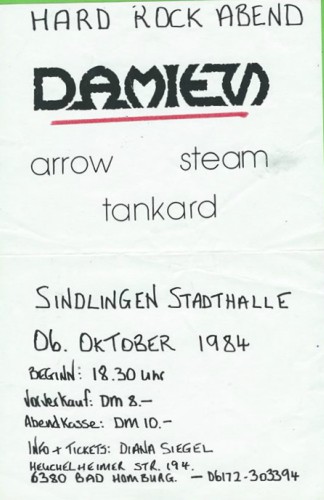 HARD ROCK ABEND
DAMIEN
arrow steam
tankard
SINDLINGEN STADTHALLE
06. OKTOBER 1984
BEGINN: 18.30 Uhr
Vorverkauf: DM 8.-
Abendkasse: DM 10.-
INFO + TICKETS: DIANA SIEGEL
HEUCHELHEIMER STR. 194.
6380 BAD HOMBURG. - 06172-303394